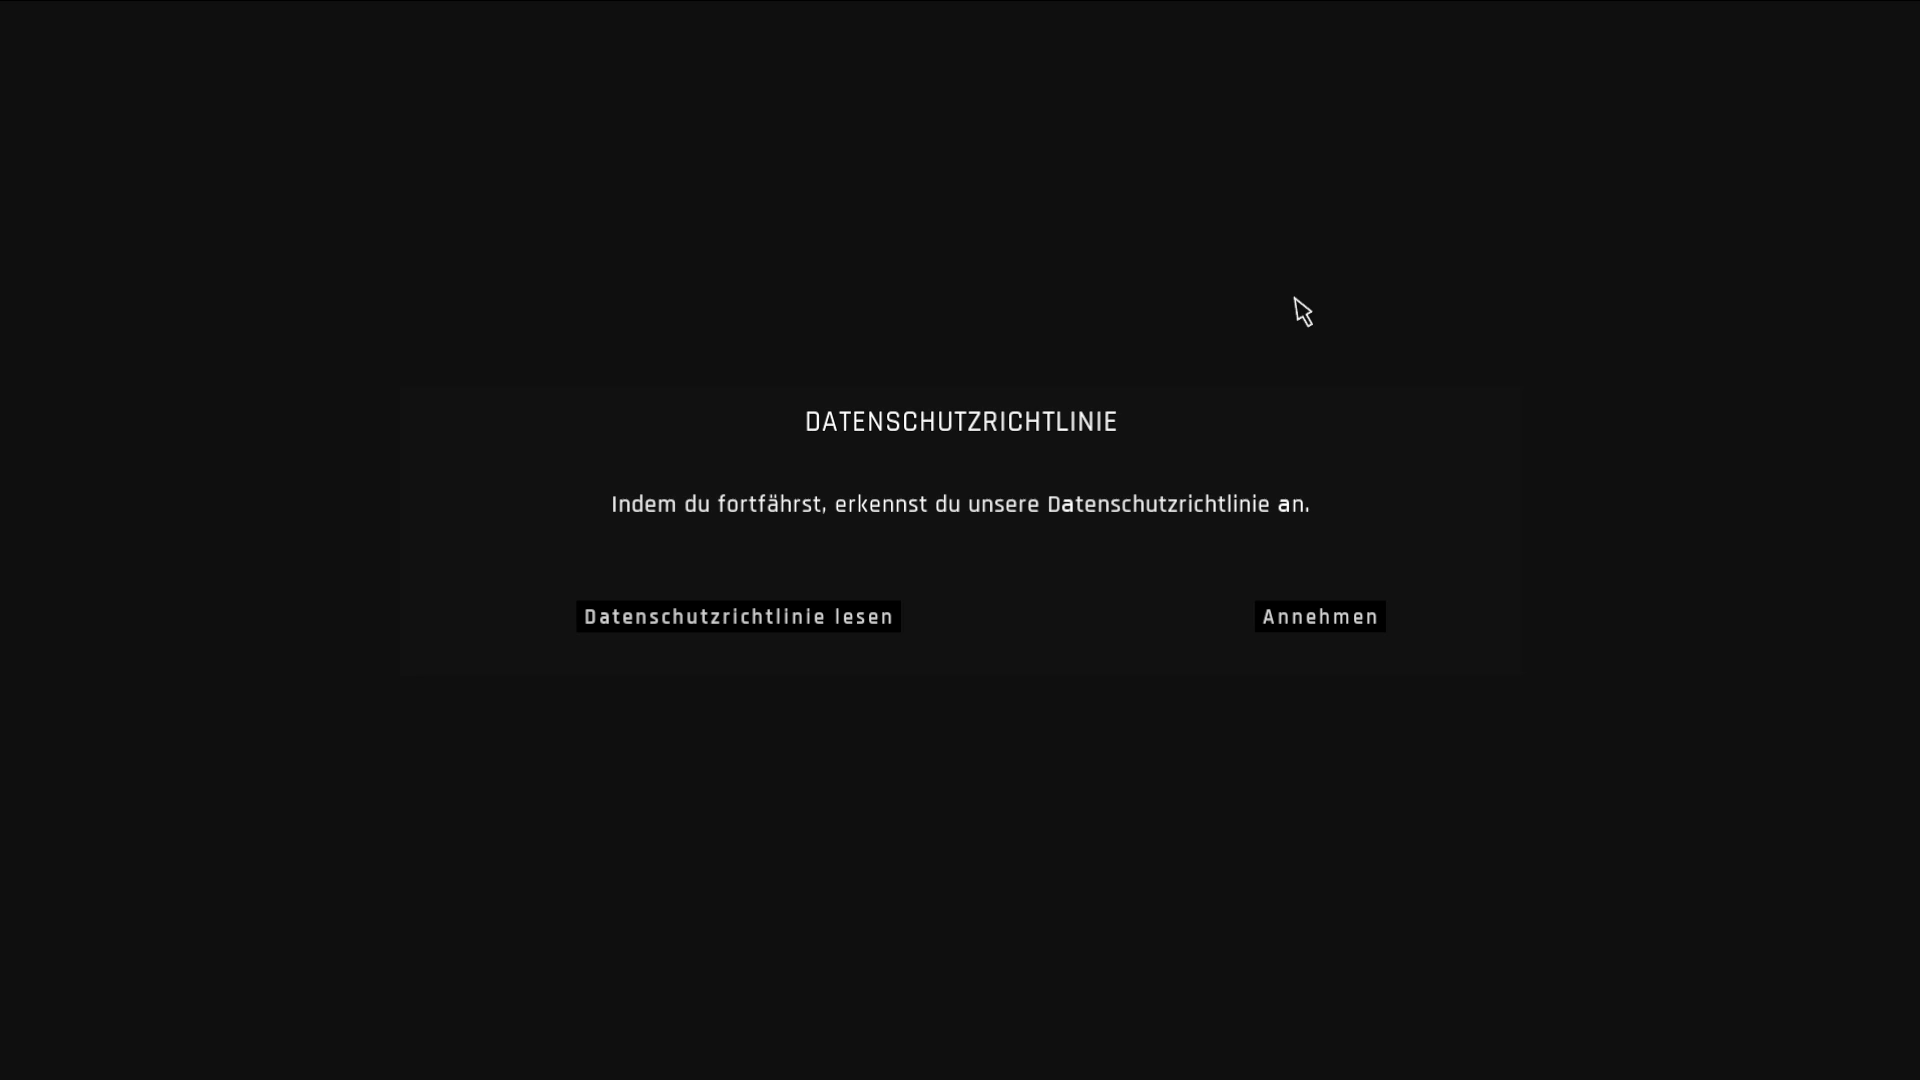 DATENSCHUTZRICHTLINIE
Indem du fortfährst, erkennst du unsere Datenschutzrichtlinie an.
Datenschutzrichtlinie lesen
Annehmen